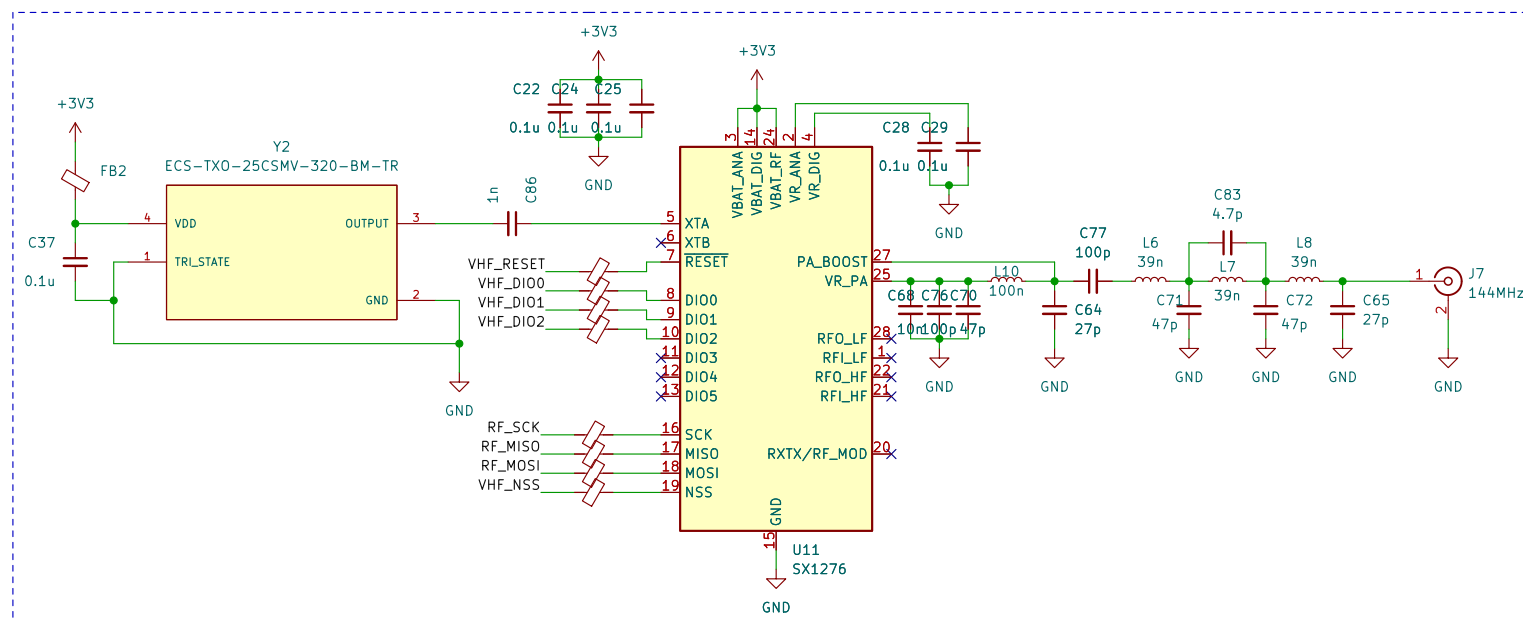 +3V3
FB2
C37
0.1u
Y2
ECS-TXO-25CSMV-320-BM-TR
4
VDD
1
TRI_STATE
OUTPUT
3
GND
2
GND
1n
C86
+3V3
C22
C24
C25
0.1u
0.1u
0.1u
GND
+3V3
3
14
24
2
4
VBAT_ANA
VBAT_DIG
VBAT_RF
VR_ANA
VR_DIG
C28
C29
0.1u
0.1u
GND
VHF_RESET
VHF_DIO0
VHF_DIO1
VHF_DIO2
RF_SCK
RF_MISO
RF_MOSI
VHF_NSS
5
XTA
6
XTB
7
RESET
8
DIO0
9
DIO1
10
DIO2
11
DIO3
12
DIO4
13
DIO5
16
SCK
17
MISO
18
MOSI
19
NSS
PA_BOOST
27
VR_PA
25
RFO_LF
28
RFI_LF
1
RFO_HF
22
RFI_HF
21
RXTX/RF_MOD
20
GND
15
U11
SX1276
GND
C68
C76
C70
10n
100p
47p
GND
L10
100n
C64
27p
GND
C77
100p
L6
39n
C83
4.7p
L7
39n
L8
39n
C71
47p
GND
C72
47p
GND
C65
27p
GND
1
J7
144MHz
2
GND